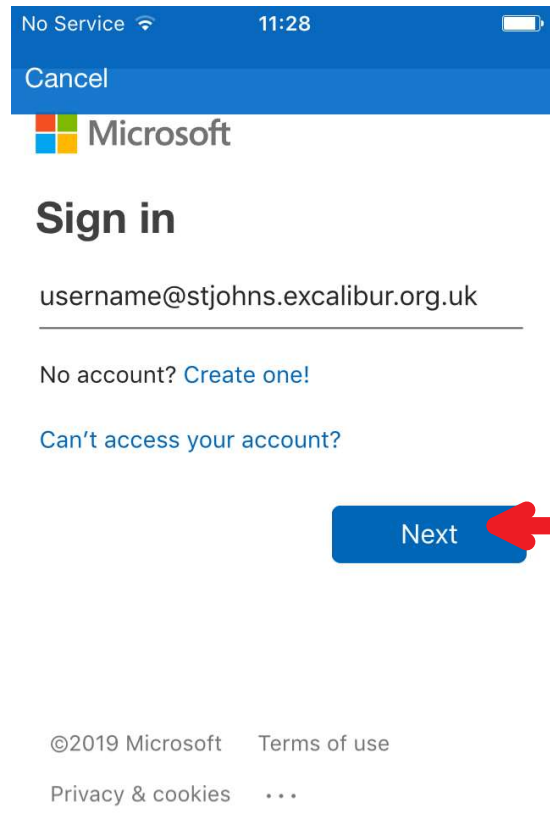 No Service 11:28
Cancel
Microsoft
Sign in
username@stjohns.excalibur.org.uk
No account? Create one!
Can't access your account?
Next
©2019 Microsoft Terms of use
Privacy & cookies ...